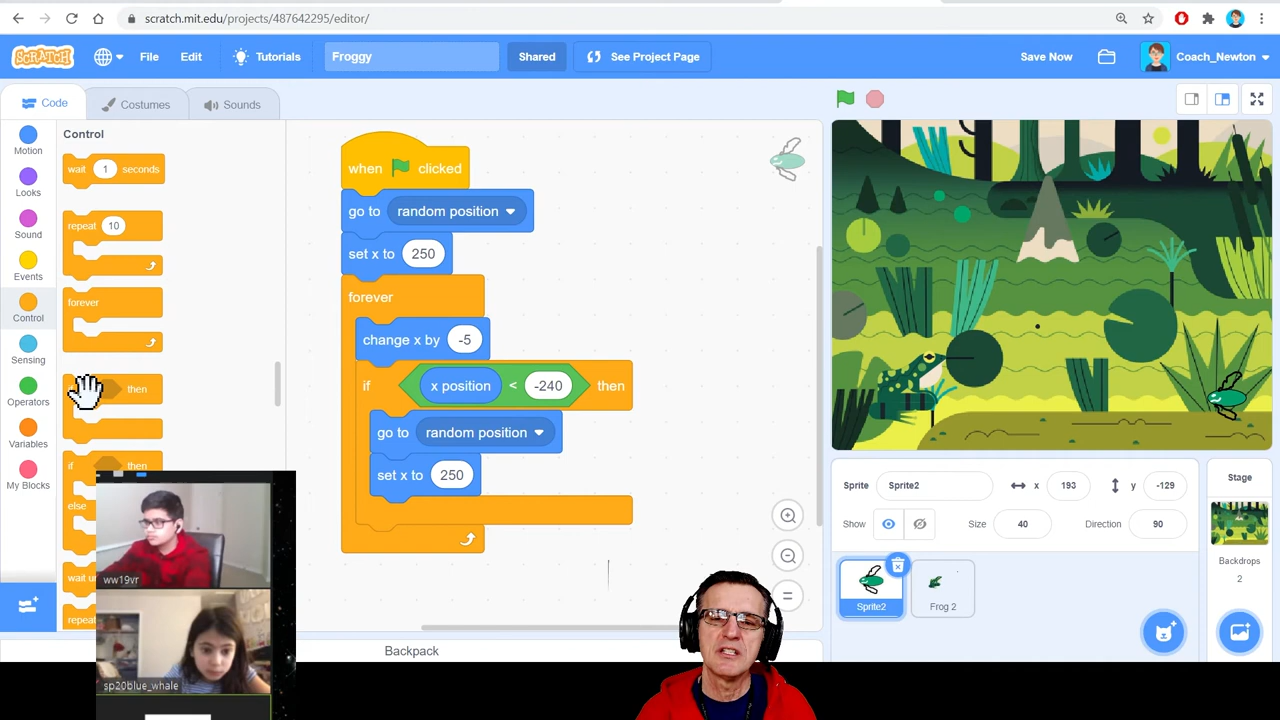 scratch.mit.edu/projects/487642295/editor/
SCRATCH
File
Edit
Tutorials
Froggy
Shared
See Project Page
Save Now
Coach_Newton
Code
Costumes
Sounds
Motion
Looks
Sound
Events
Control
Sensing
Operators
Variables
My Blocks
Control
wait 1 seconds
repeat 10
forever
then
if then
else
wait un
repea
when clicked
go to random position
set x to 250
forever
change x by -5
if x position < -240 then
go to random position
set x to 250
Backpack
Sprite Sprite2 x 193 y -129
Show Size 40 Direction 90
Sprite2
Frog 2
Stage
Backdrops
2
ww19vr
sp20blue_whale